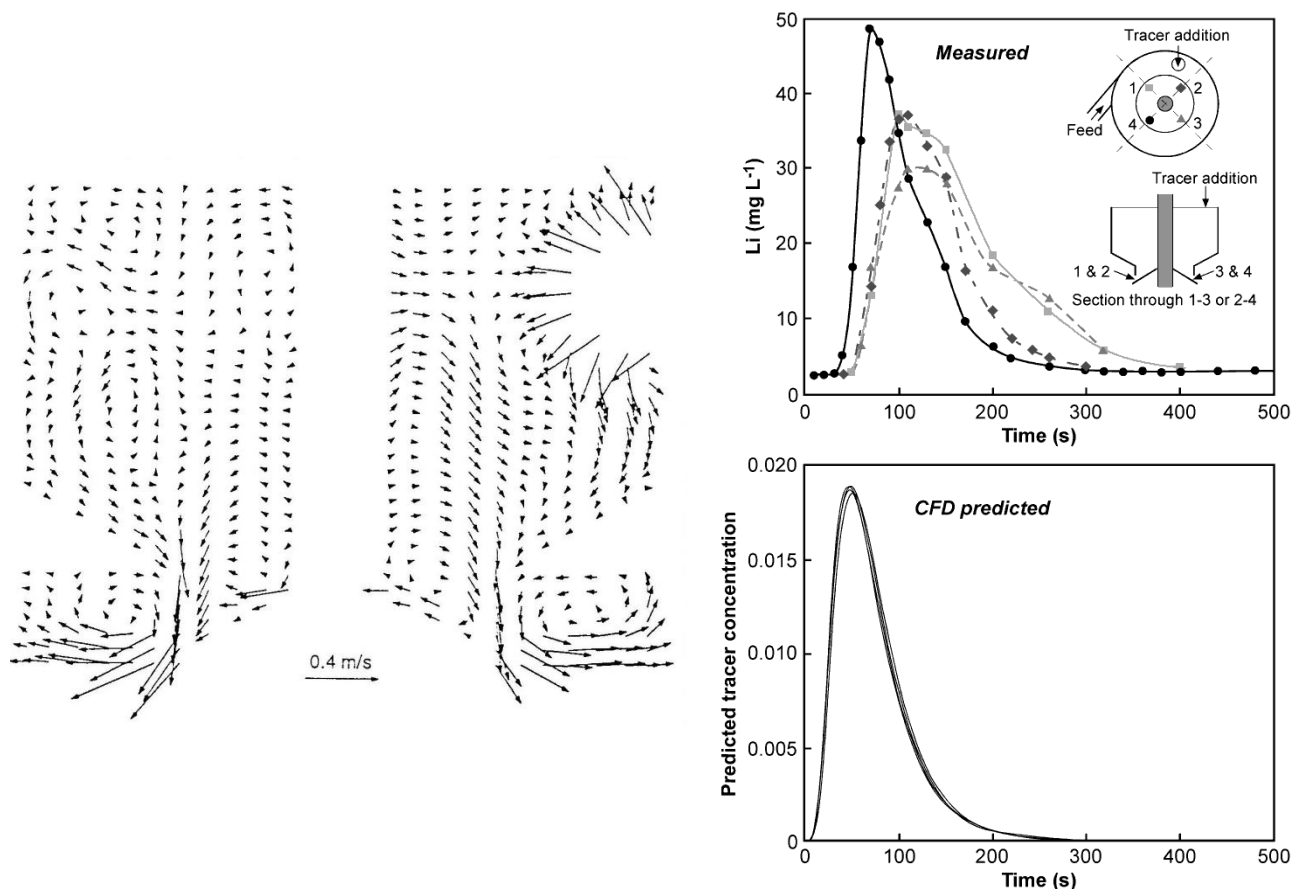 0.4 m/s
Measured
Tracer addition
1
2
4
3
Feed
Tracer addition
1 & 2
3 & 4
Section through 1-3 or 2-4
50
40
30
20
10
0
Li (mg L⁻¹)
0
100
200
300
400
500
Time (s)
CFD predicted
0.020
0.015
0.010
0.005
0
Predicted tracer concentration
0
100
200
300
400
500
Time (s)